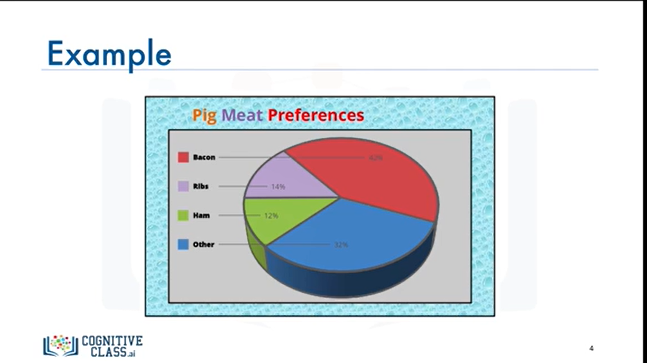 Example
Pig Meat Preferences
Bacon
Ribs 14%
Ham 12%
Other 32%
COGNITIVE
CLASS.ai
4